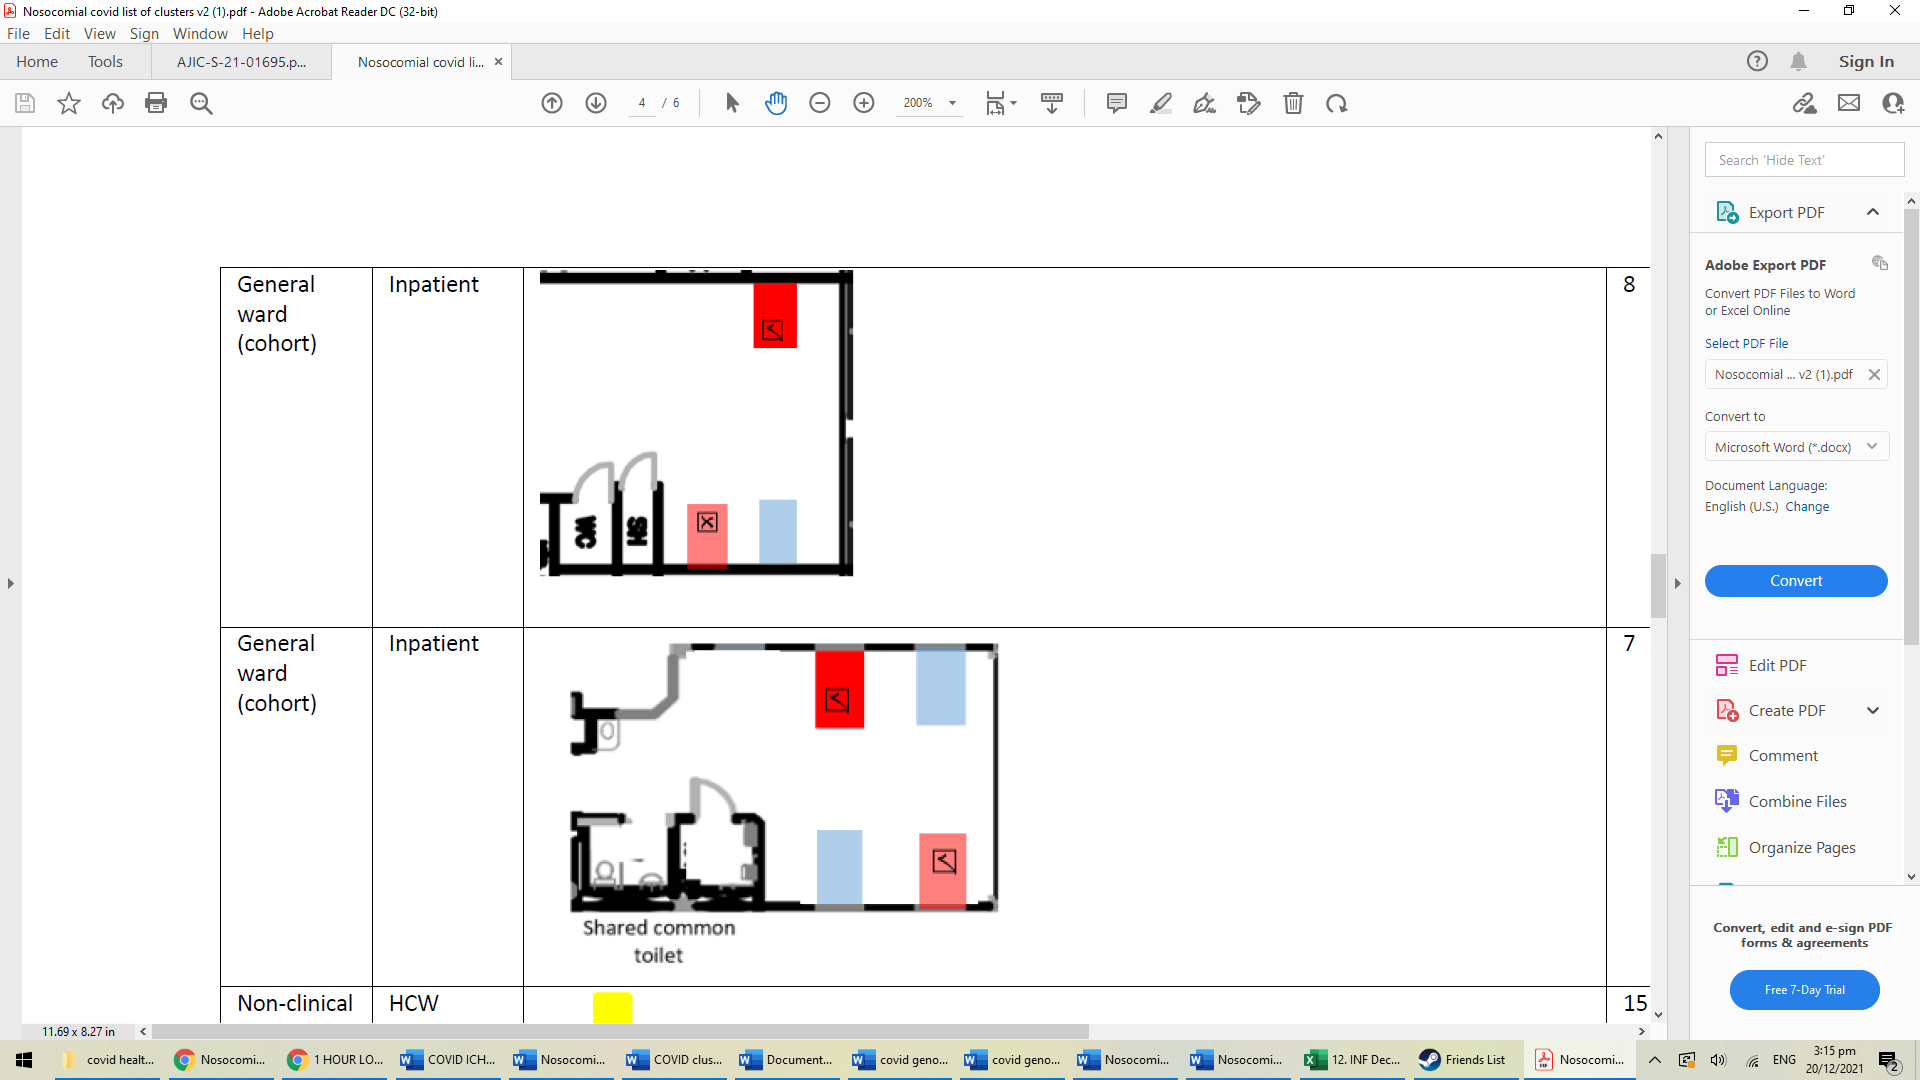 Nosocomial covid list of clusters v2 (1).pdf - Adobe Acrobat Reader DC (32-bit)
File Edit View Sign Window Help
Home Tools AJIC-S-21-01695.p... Nosocomial covid li... Sign In
4 / 6 200%
Search 'Hide Text'
Export PDF
Adobe Export PDF
Convert PDF Files to Word
or Excel Online
Select PDF File
Nosocomial ... v2 (1).pdf
Convert to
Microsoft Word (*.docx)
Document Language:
English (U.S.) Change
Convert
Edit PDF
Create PDF
Comment
Combine Files
Organize Pages
Convert, edit and e-sign PDF
forms & agreements
Free 7-Day Trial
General
ward
(cohort)
Inpatient
WC
SH
8
General
ward
(cohort)
Inpatient
Shared common
toilet
7
Non-clinical
HCW
15
11.69 x 8.27 in
covid healt... Nosocomi... 1 HOUR LO... COVID ICH... Nosocomi... COVID clus... Document... covid geno... covid geno... Nosocomi... Nosocomi... 12. INF Dec... Friends List Nosocomi... ENG 3:15 pm
20/12/2021 2